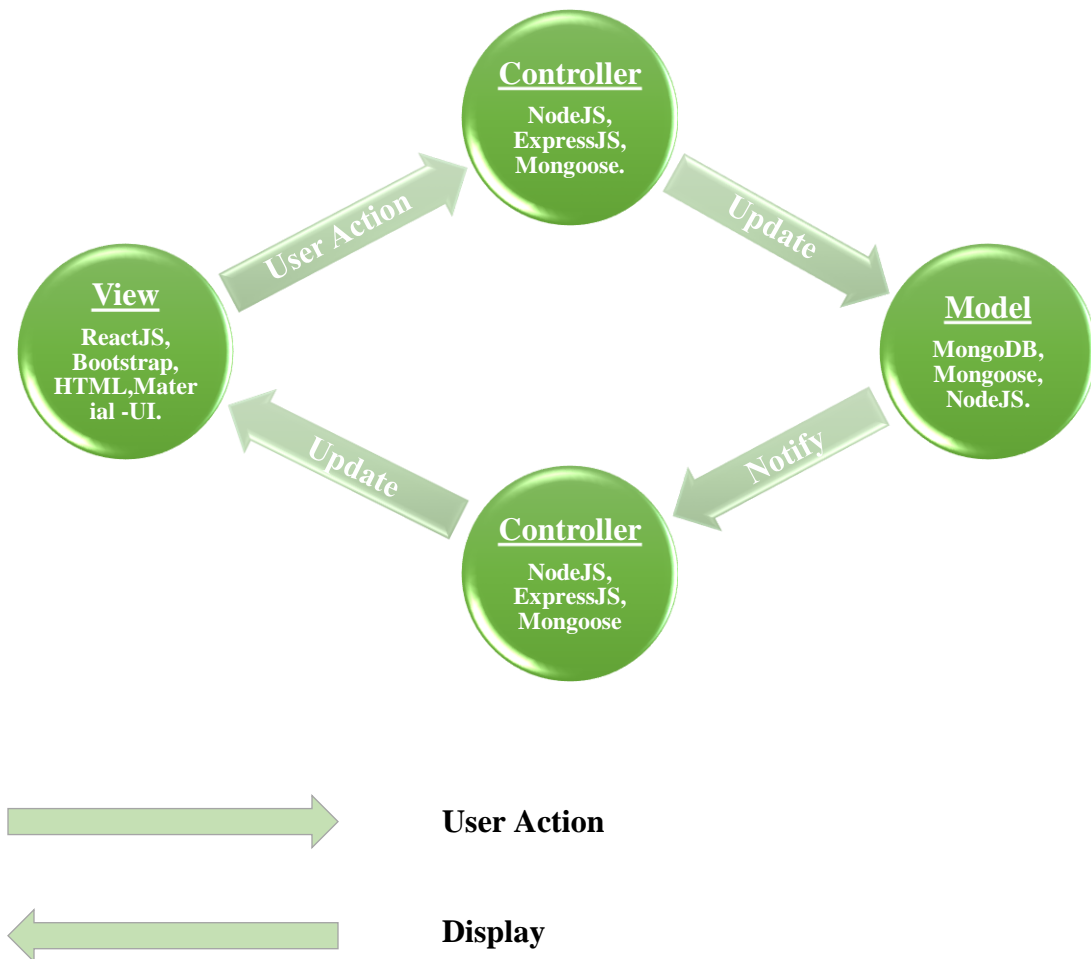 Controller
NodeJS,
ExpressJS,
Mongoose.
User Action
Update
View
ReactJS,
Bootstrap,
HTML,Mater
ial -UI.
Model
MongoDB,
Mongoose,
NodeJS.
Update
Notify
Controller
NodeJS,
ExpressJS,
Mongoose
User Action
Display